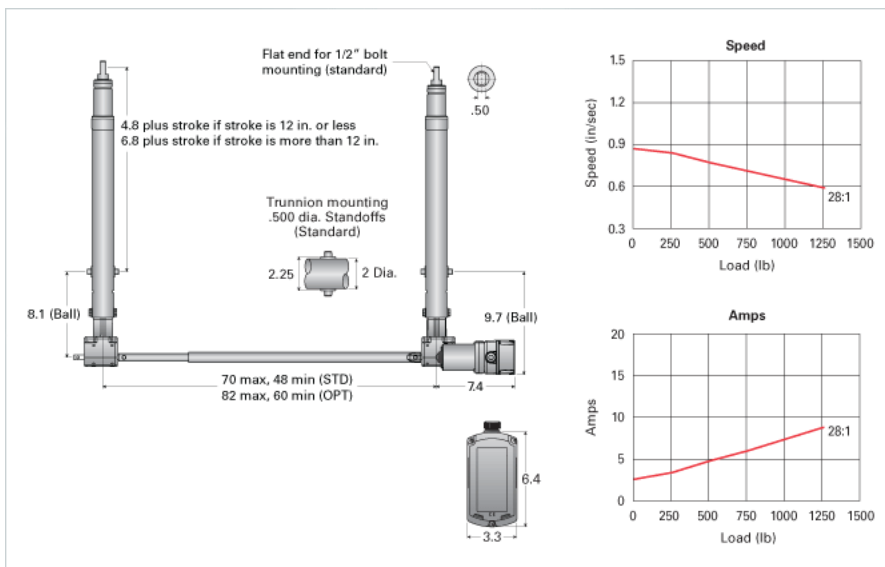 Flat end for 1/2" bolt
mounting (standard)
.50
4.8 plus stroke if stroke is 12 in. or less
6.8 plus stroke if stroke is more than 12 in.
Trunnion mounting
.500 dia. Standoffs
(Standard)
2.25
2 Dia.
8.1 (Ball)
9.7 (Ball)
70 max, 48 min (STD)
82 max, 60 min (OPT)
7.4
6.4
3.3
Speed
Speed (in/sec)
1.5
1.2
0.9
0.6
0.3
28:1
0 250 500 750 1000 1250 1500
Load (lb)
Amps
Amps
20
15
10
5
0
28:1
0 250 500 750 1000 1250 1500
Load (lb)